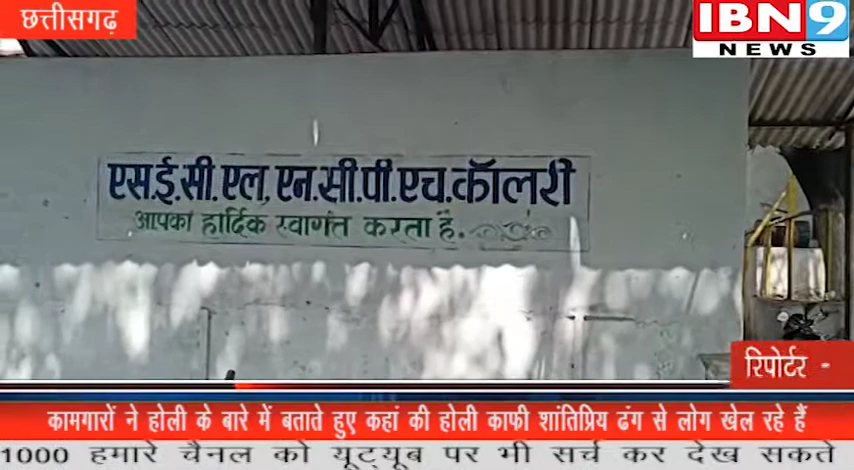 छत्तीसगढ़
IBN9
NEWS
एस.ई.सी.एल. एन.सी.पी.एच.कॉलरी
आपका हार्दिक स्वागत करता है.
रिपोर्टर -
कामगारों ने होली के बारे में बताते हुए कहां की होली काफी शांतिप्रिय ढंग से लोग खेल रहे हैं
1000 हमारे चैनल को यूट्यूब पर भी सर्च कर देख सकते